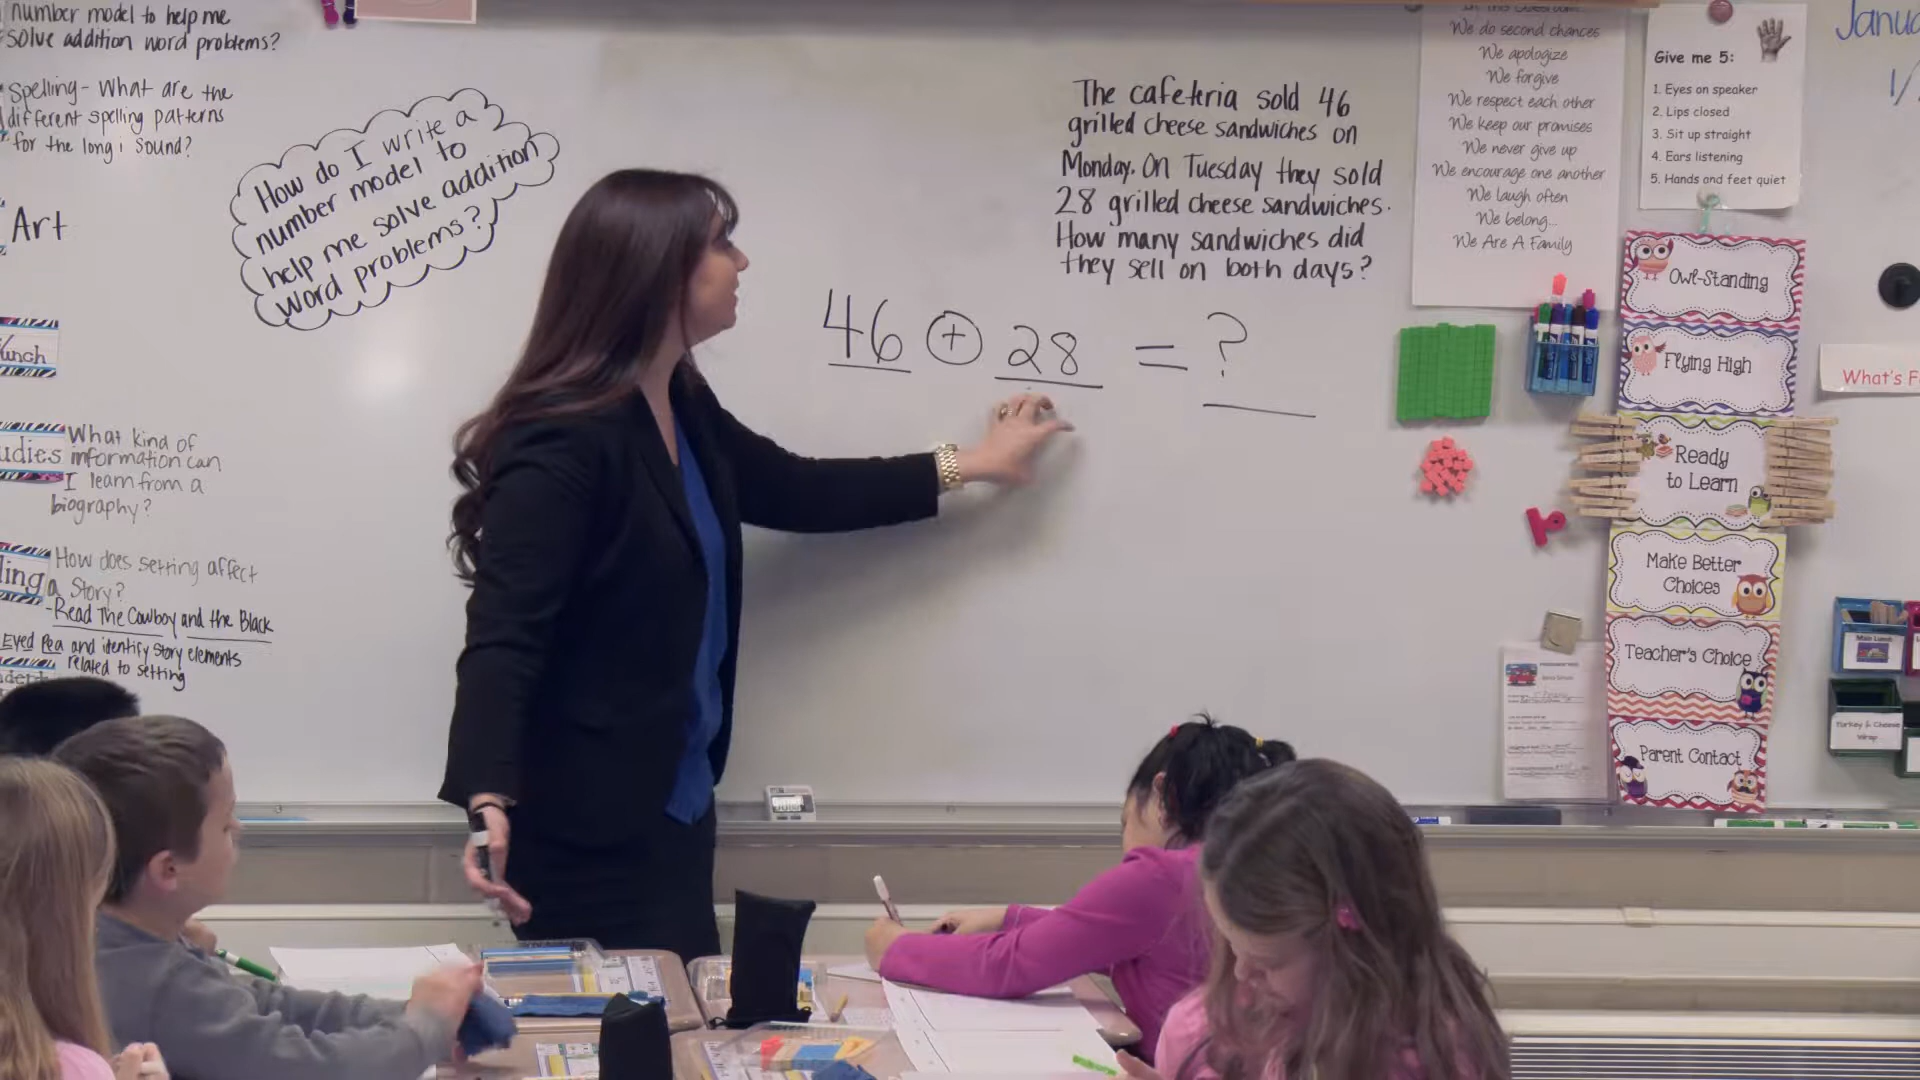 number model to help me
solve addition word problems?
Spelling - What are the
different spelling patterns
for the long i sound?
Art
What kind of
information can
I learn from a
biography?
How does setting affect
a Story?
-Read The Cowboy and the Black
Eyed Pea and identify story elements
related to setting
How do I write a
number model to
help me solve addition
word problems?
The cafeteria sold 46
grilled cheese sandwiches on
Monday. On Tuesday they sold
28 grilled cheese sandwiches.
How many sandwiches did
they sell on both days?
46 + 28 = ?
We do second chances
We apologize
We forgive
We respect each other
We keep our promises
We never give up
We encourage one another
We laugh often
We belong...
We Are A Family
Give me 5:
1. Eyes on speaker
2. Lips closed
3. Sit up straight
4. Ears listening
5. Hands and feet quiet
Owl-Standing
Flying High
Ready
to Learn
Make Better
Choices
Teacher's Choice
Parent Contact
What's
Main Lunch
Turkey & Cheese
Wrap